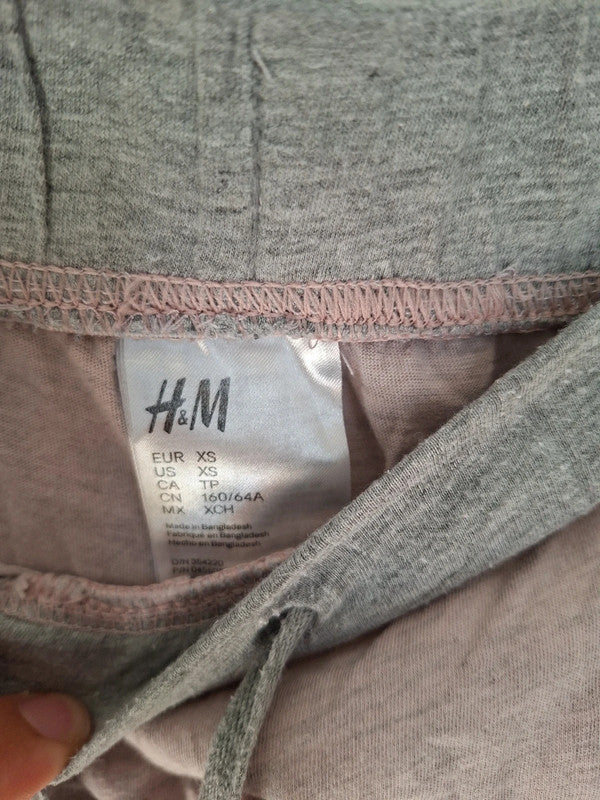 H&M
EUR XS
US XS
CA TP
CN 160/64A
MX XCH
Made in Bangladesh
Fabriqué en Bangladesh
Hecho en Bangladesh
O/N 354220
P/N